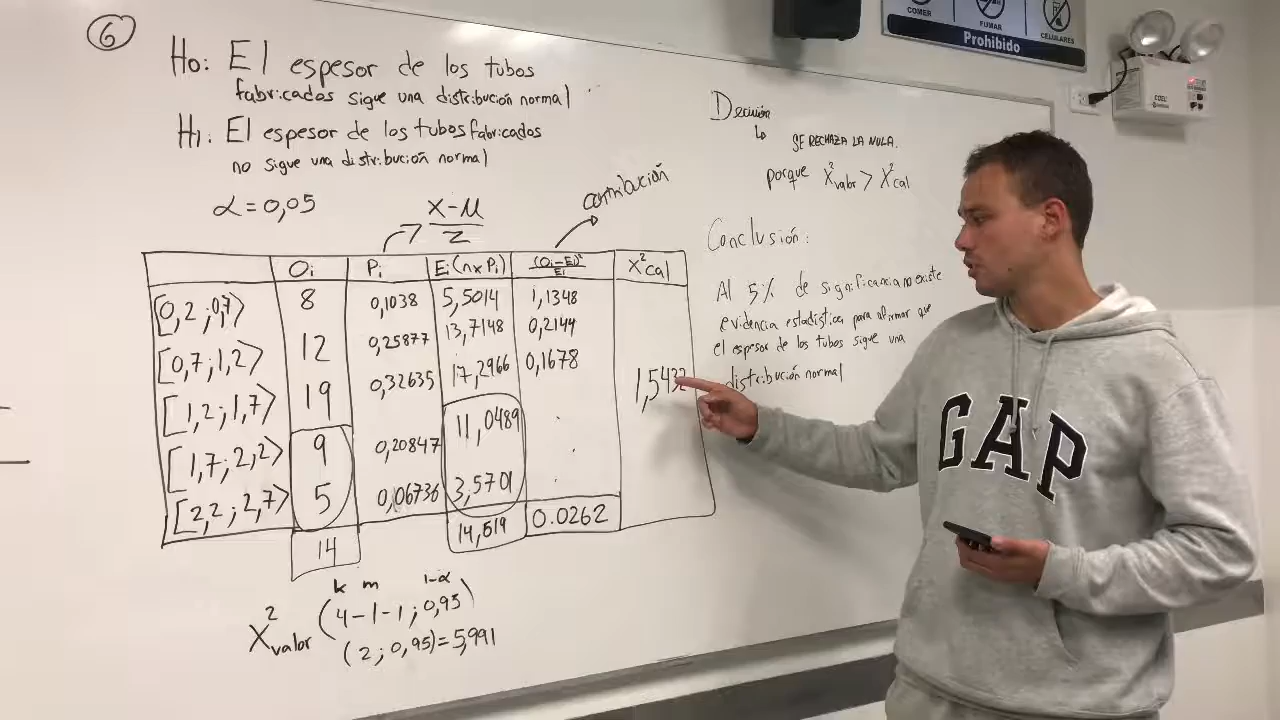 6
Ho: El espesor de los tubos
fabricados sigue una distribución normal
H1: El espesor de los tubos fabricados
no sigue una distribución normal
α = 0,05
X-M
Z
contribución
Oi Pi Ei (nxPi) (Oi-Ei)²/Ei X²cal
[0,2 ; 0,7> 8 0,1038 5,5014 1,1348
[0,7 ; 1,2> 12 0,25877 13,7148 0,2144
[1,2 ; 1,7> 19 0,32635 17,2966 0,1678
1,5432
[1,7 ; 2,2> 9 0,20847 11,0489 .
[2,2 ; 2,7> 5 0,06736 3,5701 .
14 14,619 0.0262
k m 1-α
X²valor (4-1-1 ; 0,95)
(2 ; 0,95) = 5,991
Decisión
SE RECHAZA LA NULA.
porque X²valor > X²cal
Conclusión:
Al 5% de significancia no existe
evidencia estadística para afirmar que
el espesor de los tubos sigue una
distribución normal
COMER
FUMAR
CELULARES
Prohibido
GAP